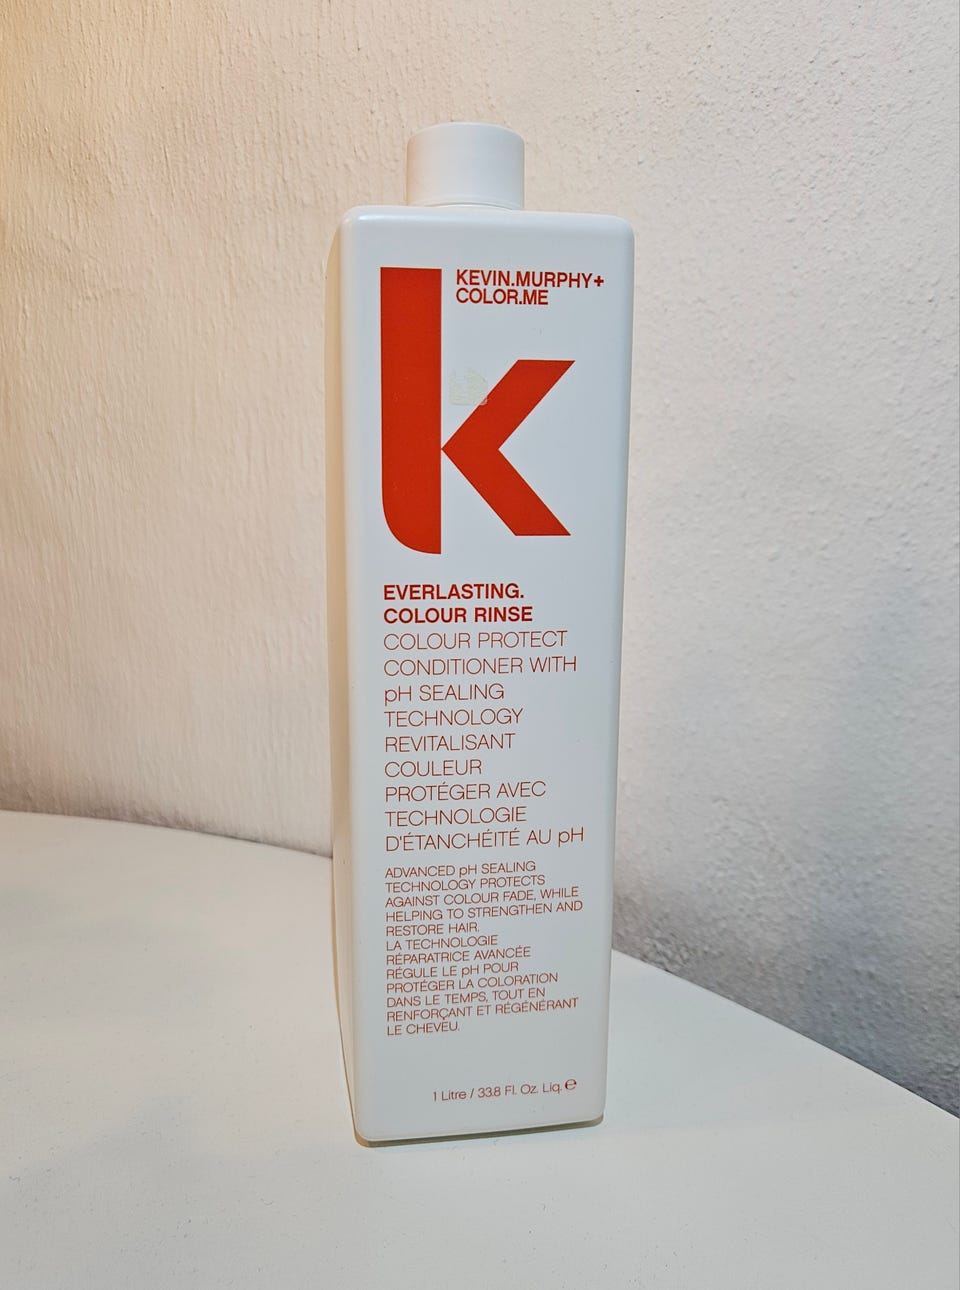 k
KEVIN.MURPHY+
COLOR.ME
EVERLASTING.
COLOUR RINSE
COLOUR PROTECT
CONDITIONER WITH
pH SEALING
TECHNOLOGY
REVITALISANT
COULEUR
PROTÉGER AVEC
TECHNOLOGIE
D'ÉTANCHÉITÉ AU pH
ADVANCED pH SEALING
TECHNOLOGY PROTECTS
AGAINST COLOUR FADE, WHILE
HELPING TO STRENGTHEN AND
RESTORE HAIR.
LA TECHNOLOGIE
RÉPARATRICE AVANCÉE
RÉGULE LE pH POUR
PROTÉGER LA COLORATION
DANS LE TEMPS, TOUT EN
RENFORÇANT ET RÉGÉNÉRANT
LE CHEVEU.
1 Litre / 33.8 Fl. Oz. Liq. ℮